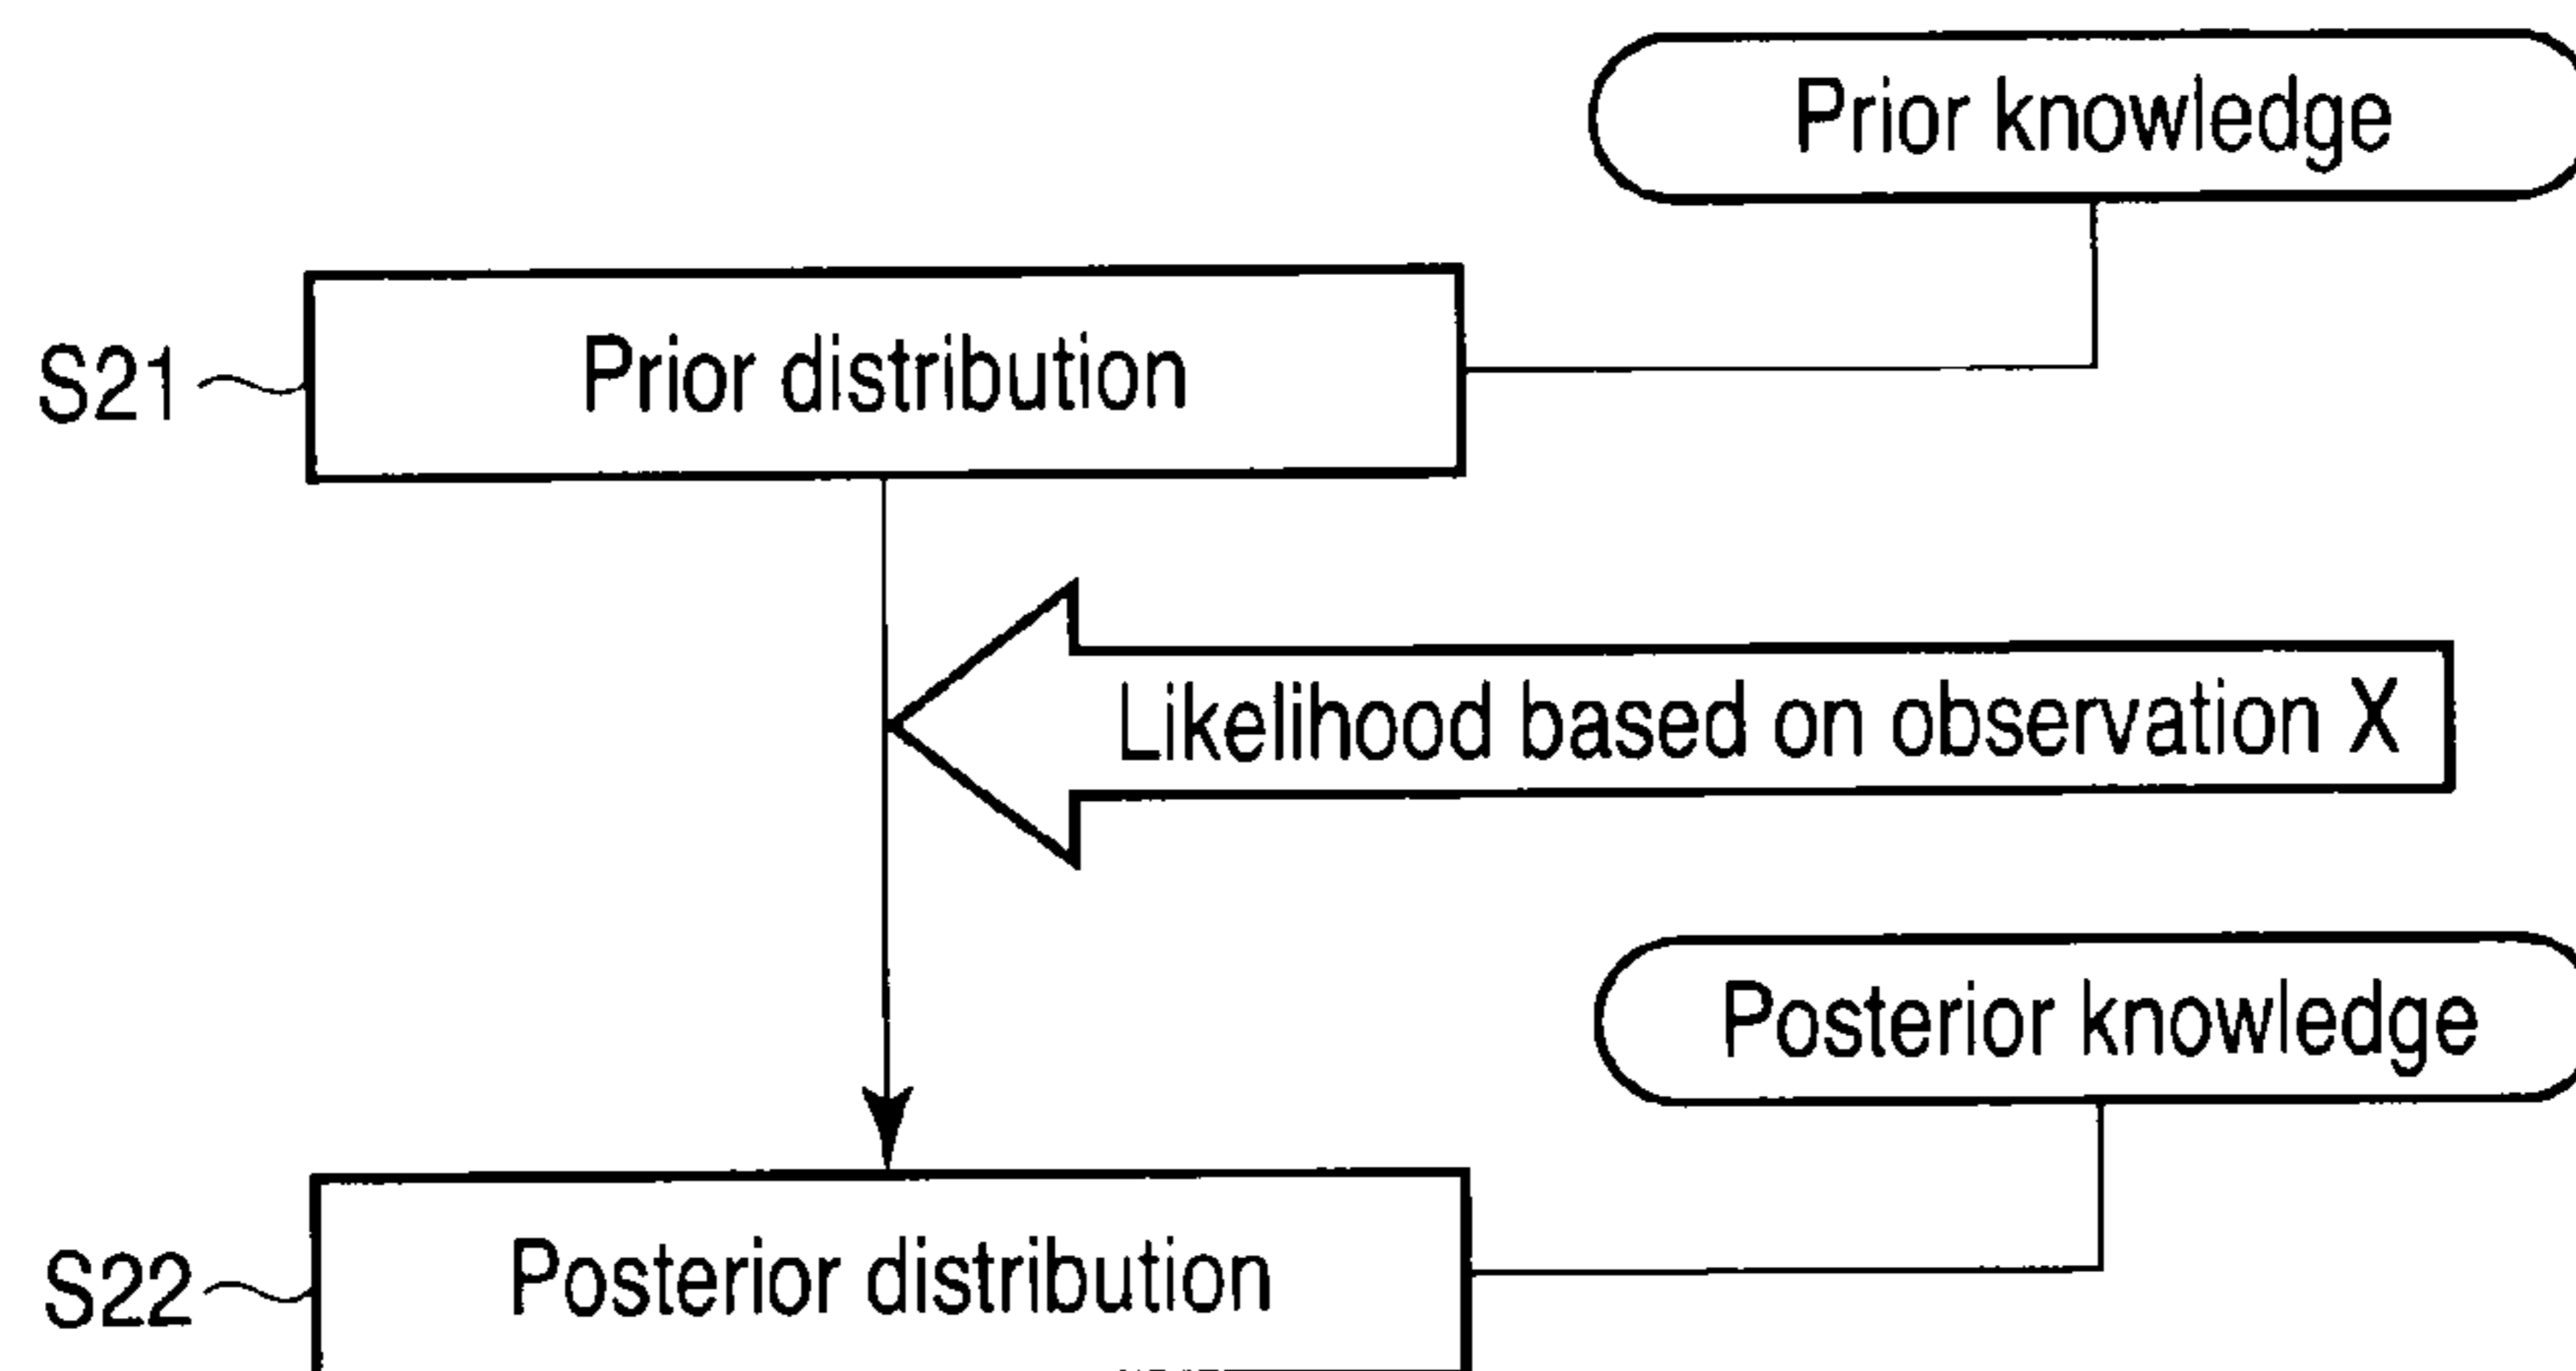 Prior knowledge
S21
Prior distribution
Likelihood based on observation X
Posterior knowledge
S22
Posterior distribution